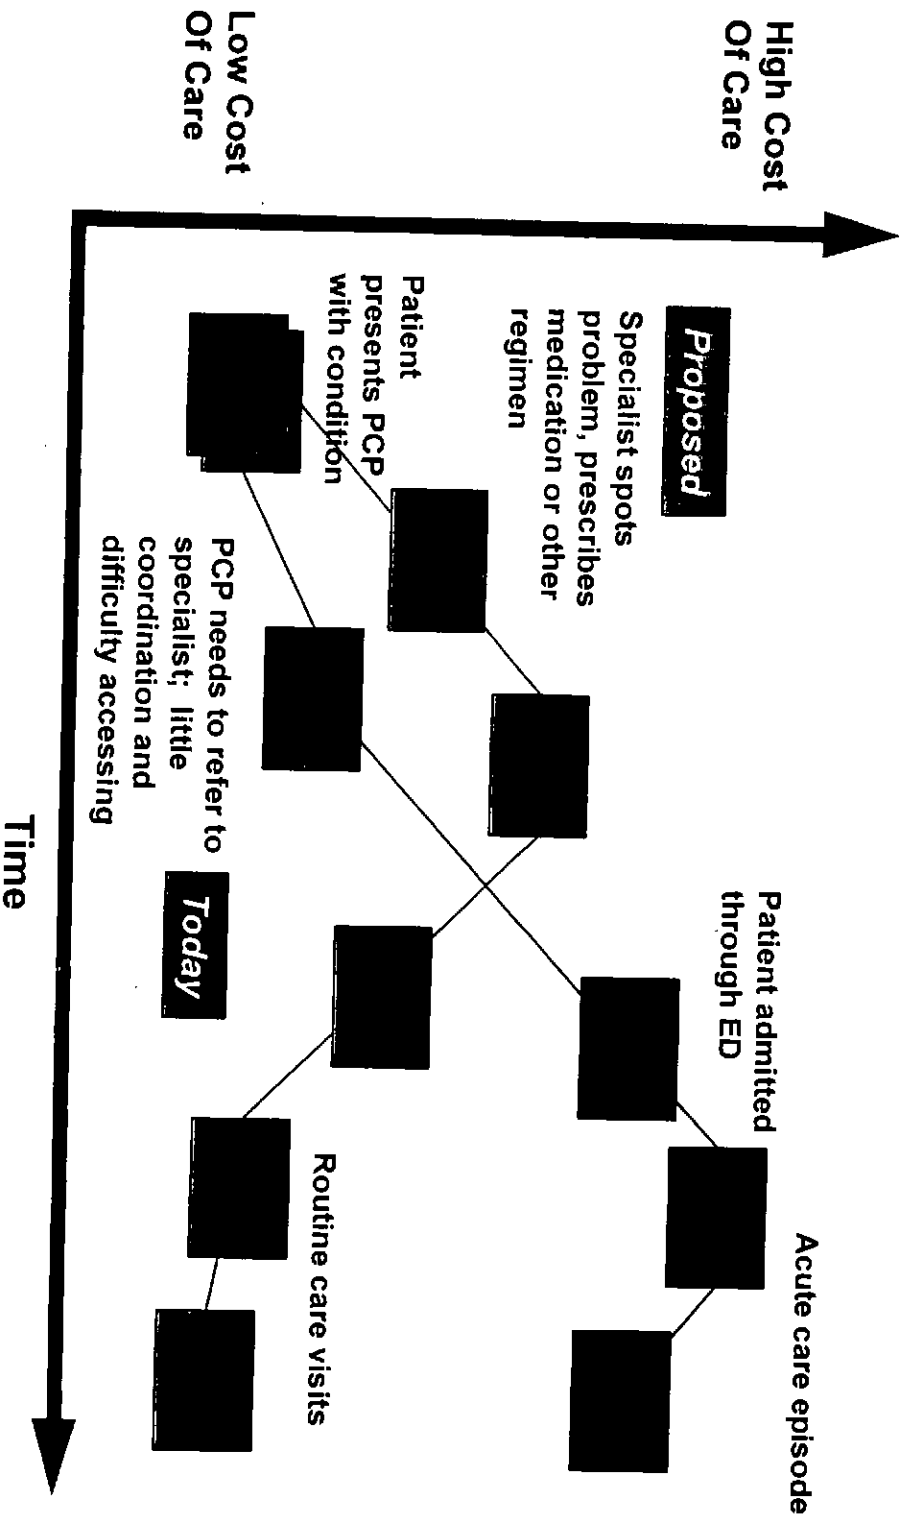 High Cost
Of Care
Low Cost
Of Care
Proposed
Specialist spots
problem, prescribes
medication or other
regimen
Patient
presents PCP
with condition
PCP needs to refer to
specialist; little
coordination and
difficulty accessing
Today
Patient admitted
through ED
Acute care episode
Routine care visits
Time